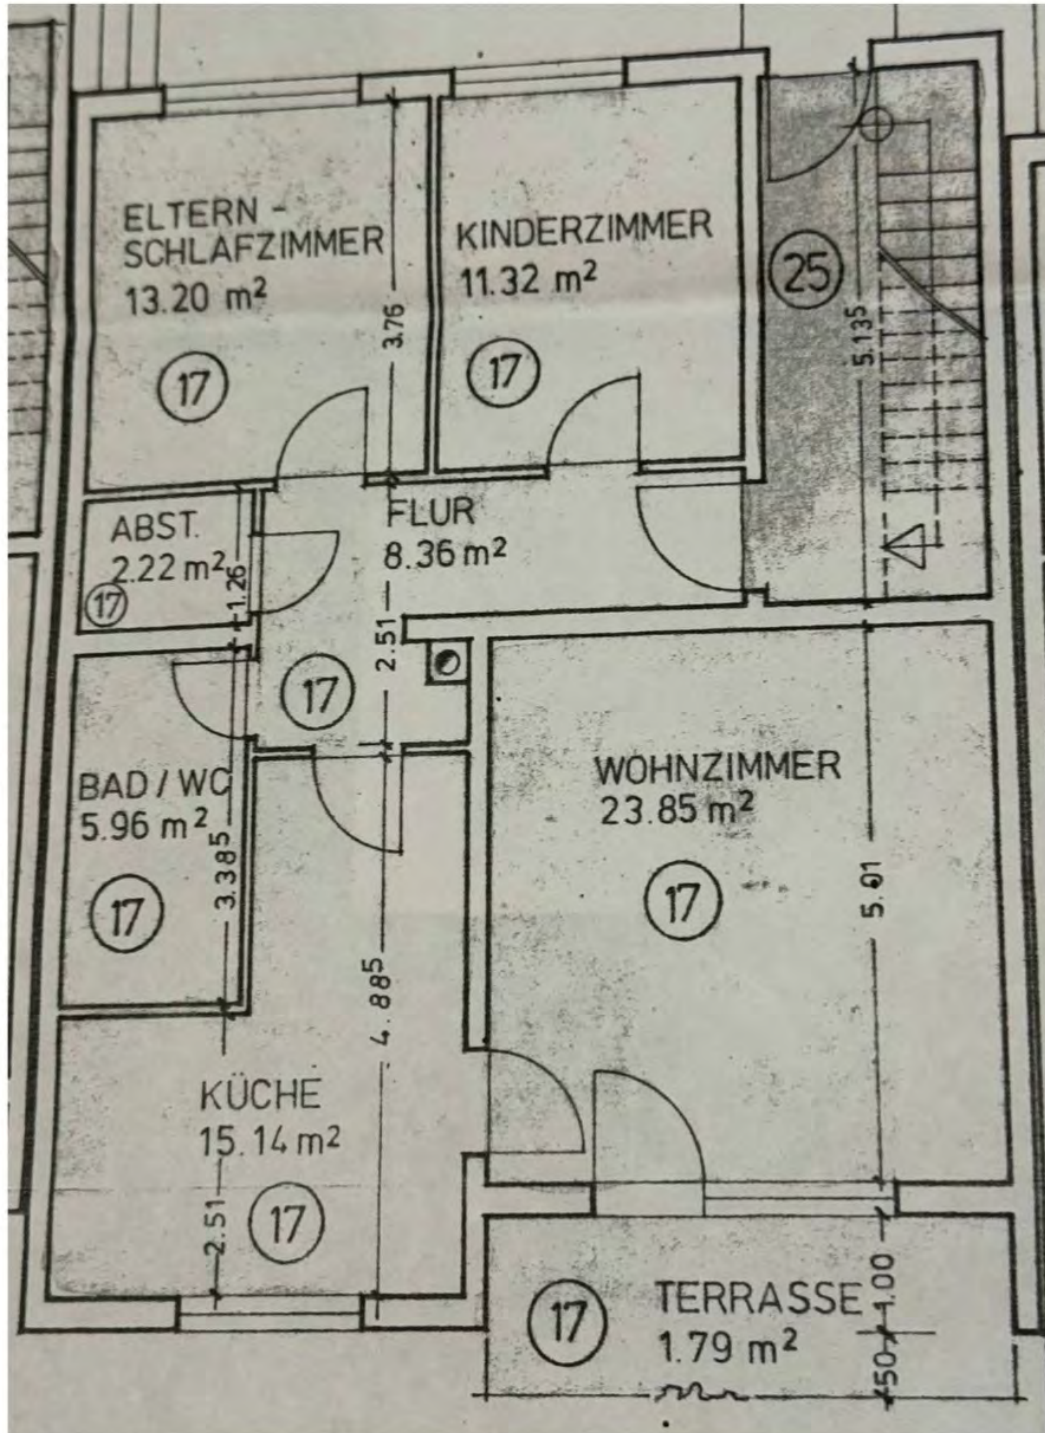 ELTERN -
SCHLAFZIMMER
13.20 m²
17
3.76
KINDERZIMMER
11.32 m²
17
25
5.13⁵
ABST.
2.22 m²
17
1.26
FLUR
8.36 m²
2.51
17
BAD / WC
5.96 m²
17
3.38⁵
4.88⁵
WOHNZIMMER
23.85 m²
17
5.01
KÜCHE
15.14 m²
2.51
17
TERRASSE
1.79 m²
17
1.00
50